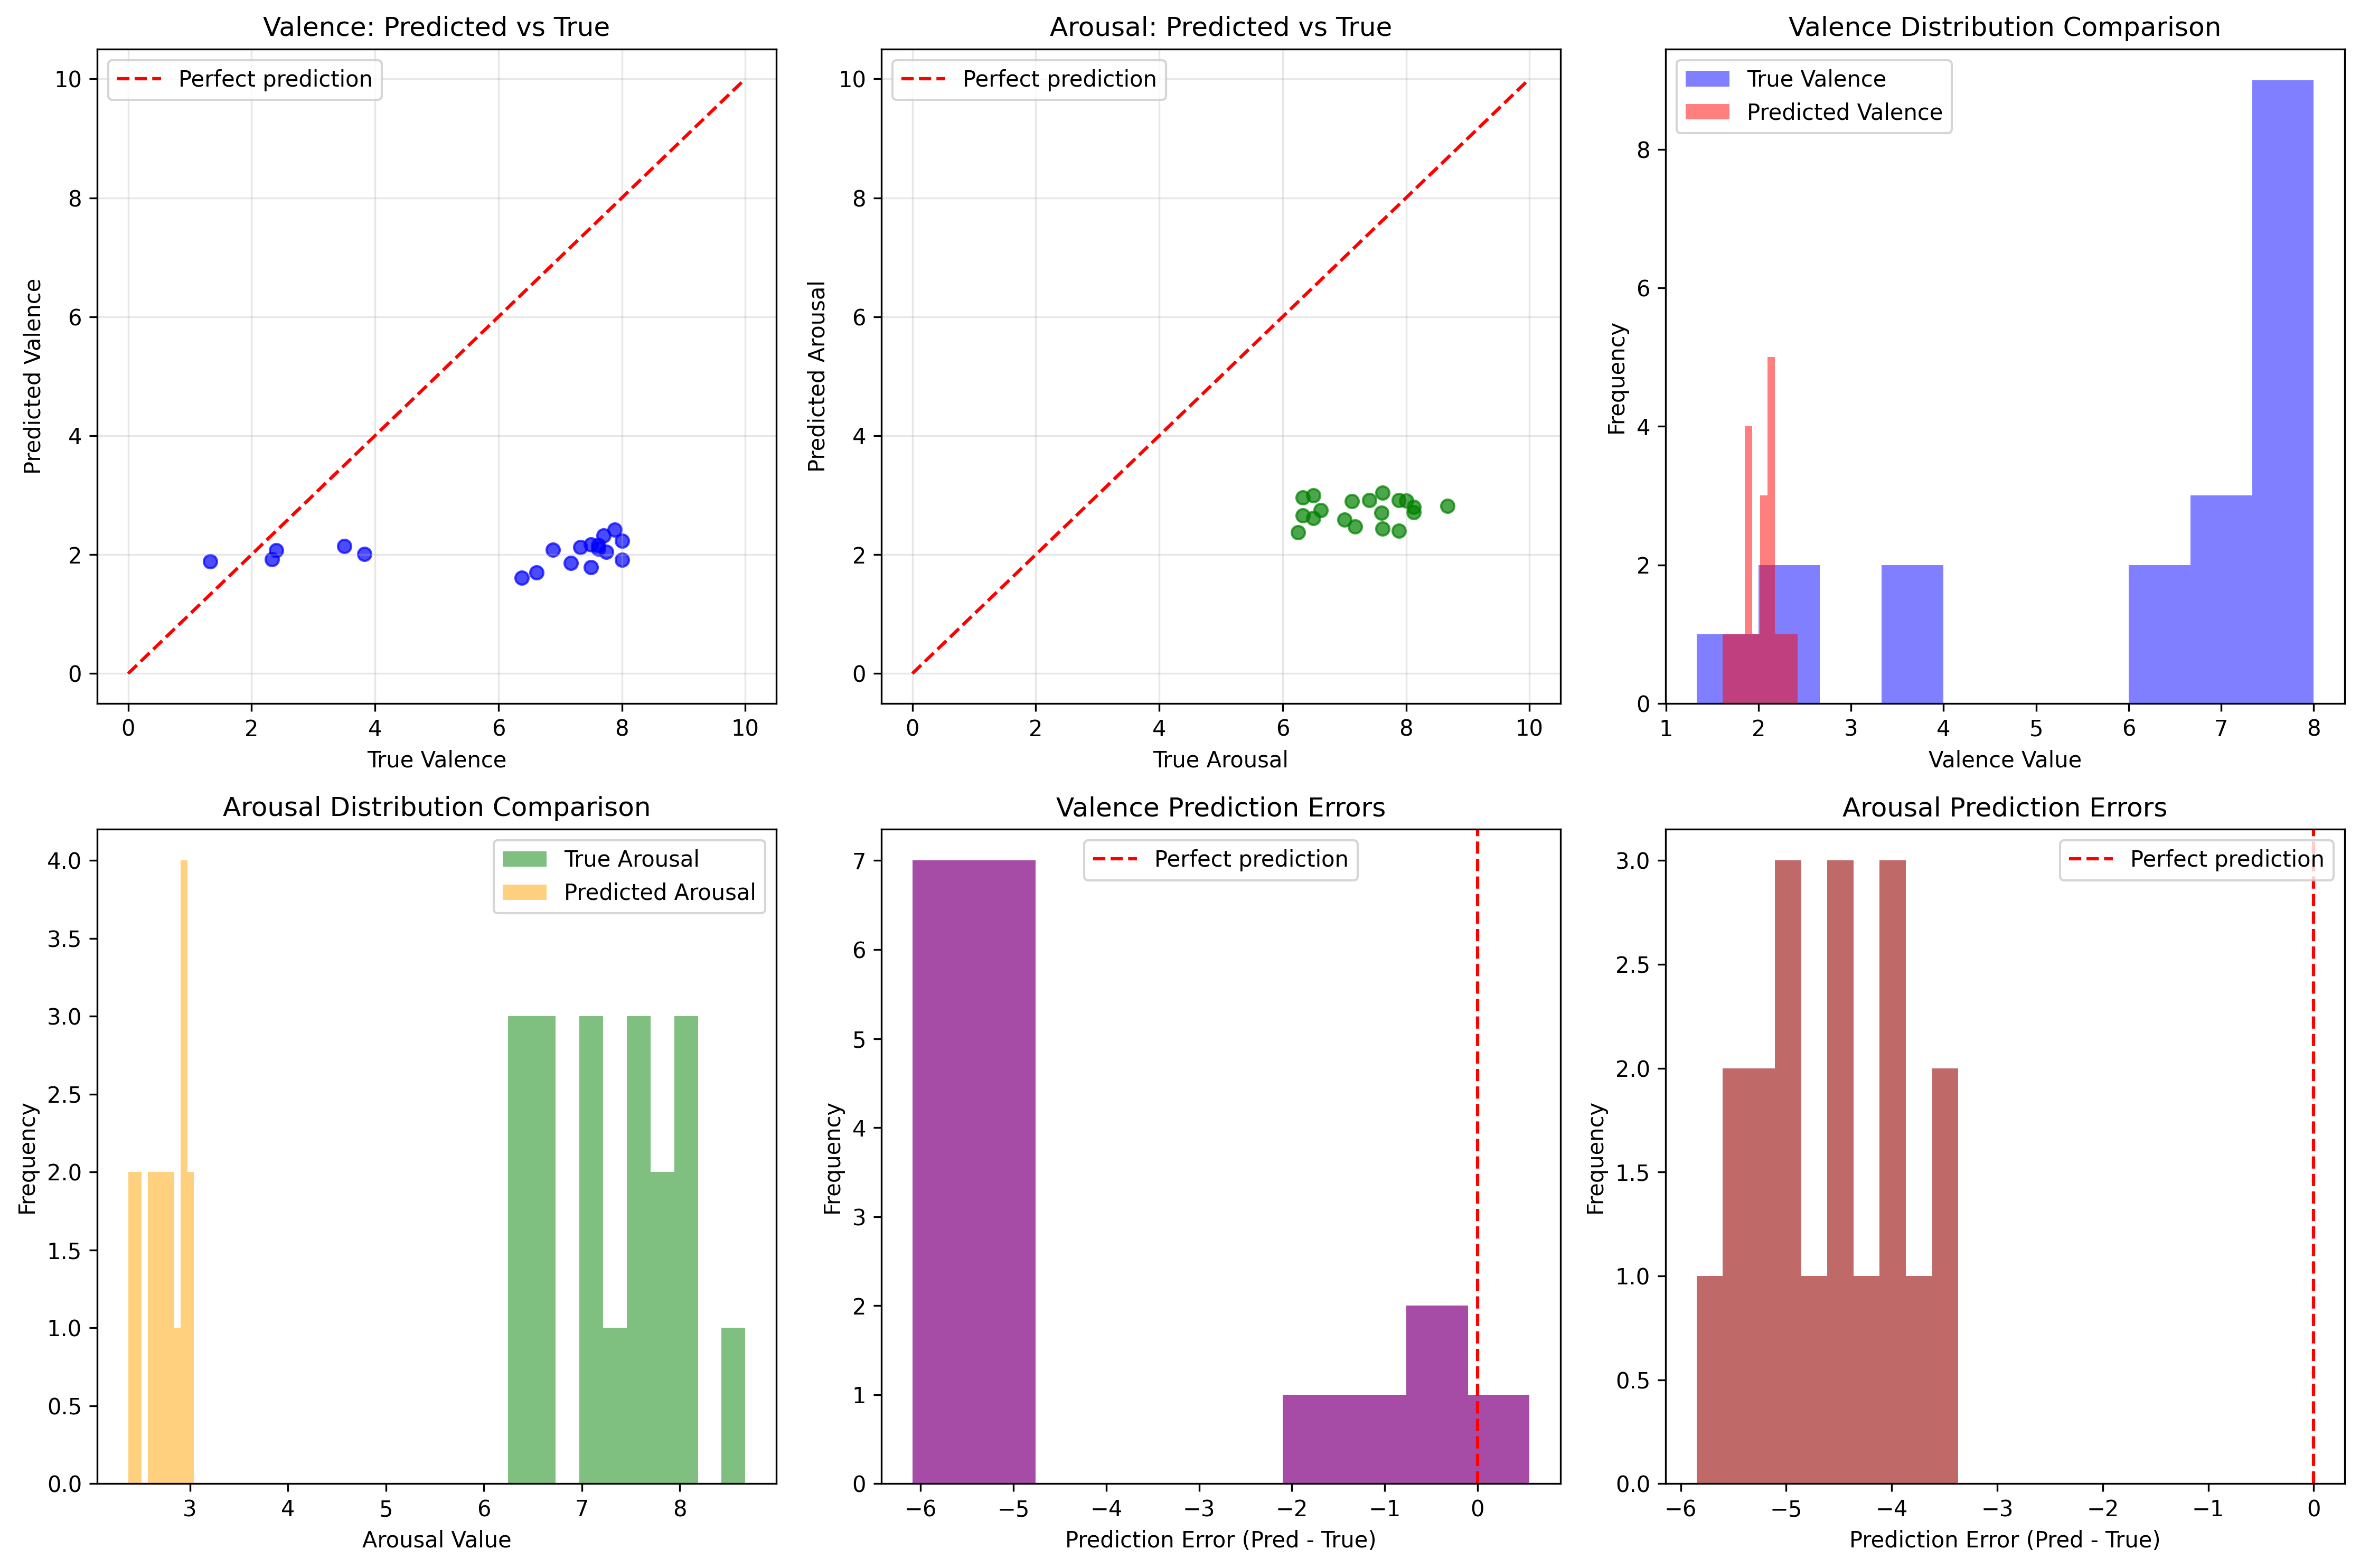 Valence: Predicted vs True
Perfect prediction
10
8
6
4
2
0
Predicted Valence
0 2 4 6 8 10
True Valence
Arousal: Predicted vs True
Perfect prediction
10
8
6
4
2
0
Predicted Arousal
0 2 4 6 8 10
True Arousal
Valence Distribution Comparison
True Valence
Predicted Valence
8
6
4
2
0
Frequency
1 2 3 4 5 6 7 8
Valence Value
Arousal Distribution Comparison
True Arousal
Predicted Arousal
4.0
3.5
3.0
2.5
2.0
1.5
1.0
0.5
0.0
Frequency
3 4 5 6 7 8
Arousal Value
Valence Prediction Errors
Perfect prediction
7
6
5
4
3
2
1
0
Frequency
−6 −5 −4 −3 −2 −1 0
Prediction Error (Pred - True)
Arousal Prediction Errors
Perfect prediction
3.0
2.5
2.0
1.5
1.0
0.5
0.0
Frequency
−6 −5 −4 −3 −2 −1 0
Prediction Error (Pred - True)